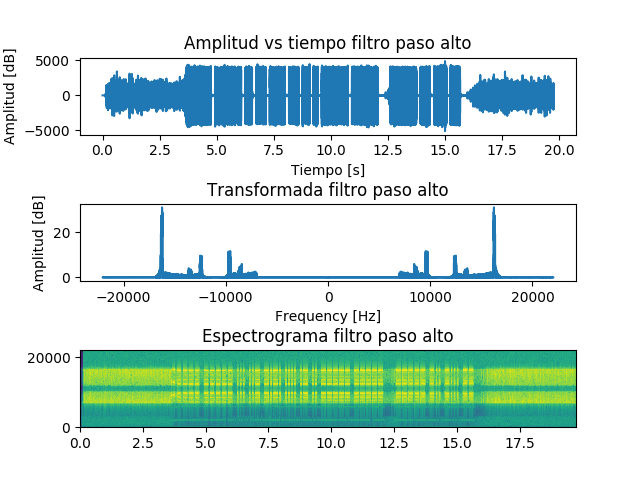 Amplitud vs tiempo filtro paso alto
Amplitud [dB]
5000
0
−5000
0.0 2.5 5.0 7.5 10.0 12.5 15.0 17.5 20.0
Tiempo [s]
Transformada filtro paso alto
Amplitud [dB]
20
0
−20000 −10000 0 10000 20000
Frequency [Hz]
Espectrograma filtro paso alto
20000
0
0.0 2.5 5.0 7.5 10.0 12.5 15.0 17.5